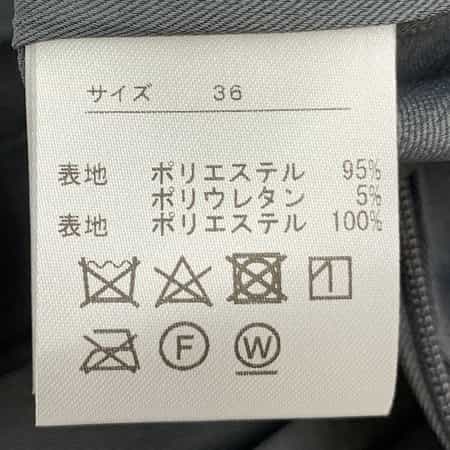 サイズ 36
表地 ポリエステル 95%
ポリウレタン 5%
表地 ポリエステル 100%
F W